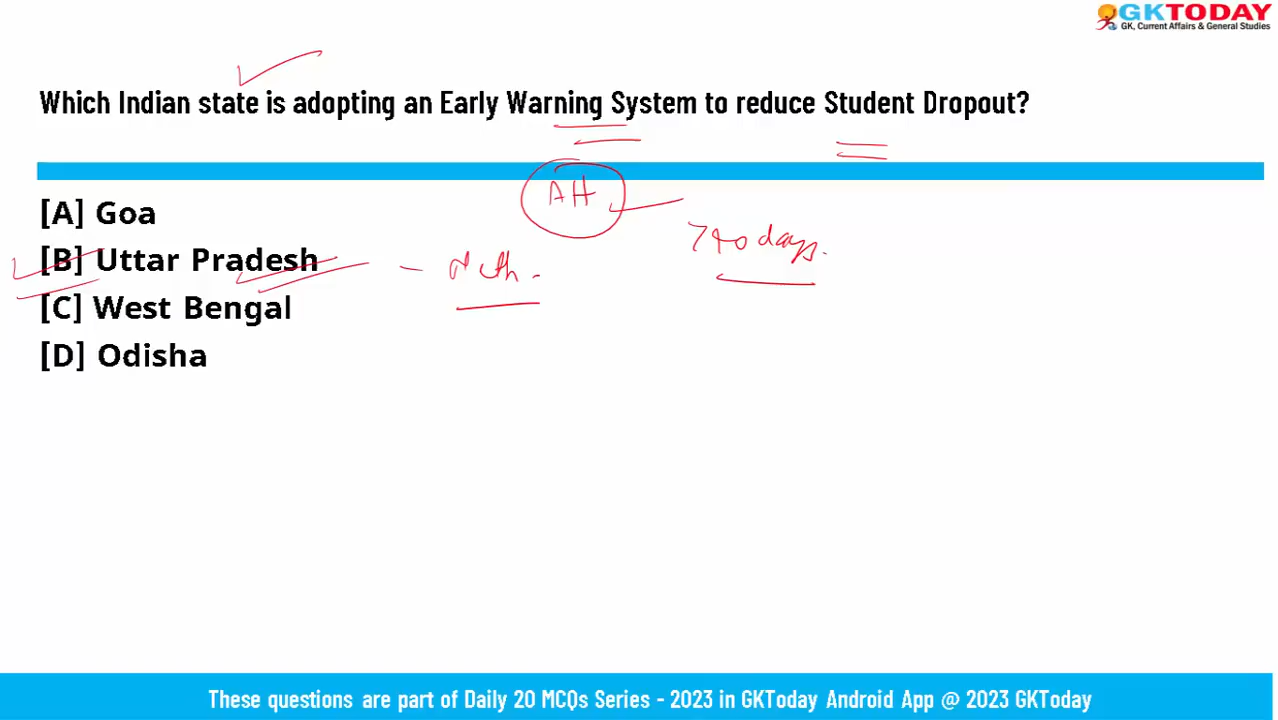 GKTODAY
GK, Current Affairs & General Studies
Which Indian state is adopting an Early Warning System to reduce Student Dropout?
[A] Goa
[B] Uttar Pradesh
[C] West Bengal
[D] Odisha
>40 days.
These questions are part of Daily 20 MCQs Series - 2023 in GKToday Android App @ 2023 GKToday